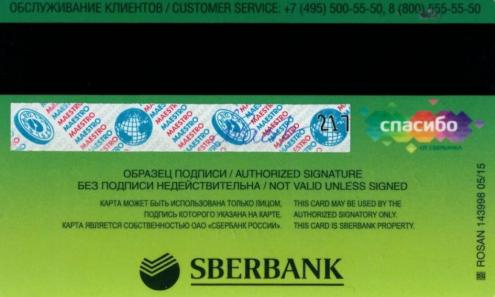 ОБСЛУЖИВАНИЕ КЛИЕНТОВ / CUSTOMER SERVICE: +7 (495) 500-55-50, 8 (800) 555-55-50
MAESTRO MAESTRO MAESTRO MAESTRO
217
спасибо
ОТ СБЕРБАНКА
ОБРАЗЕЦ ПОДПИСИ / AUTHORIZED SIGNATURE
БЕЗ ПОДПИСИ НЕДЕЙСТВИТЕЛЬНА / NOT VALID UNLESS SIGNED
КАРТА МОЖЕТ БЫТЬ ИСПОЛЬЗОВАНА ТОЛЬКО ЛИЦОМ, THIS CARD MAY BE USED BY THE
ПОДПИСЬ КОТОРОГО УКАЗАНА НА КАРТЕ. AUTHORIZED SIGNATORY ONLY.
КАРТА ЯВЛЯЕТСЯ СОБСТВЕННОСТЬЮ ОАО «СБЕРБАНК РОССИИ». THIS CARD IS SBERBANK PROPERTY.
SBERBANK
ROSAN 143998 05/15